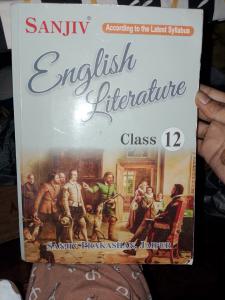 SANJIV®
According to the Latest Syllabus
English
Literature
Class 12
SANJIV PRAKASHAN, JAIPUR